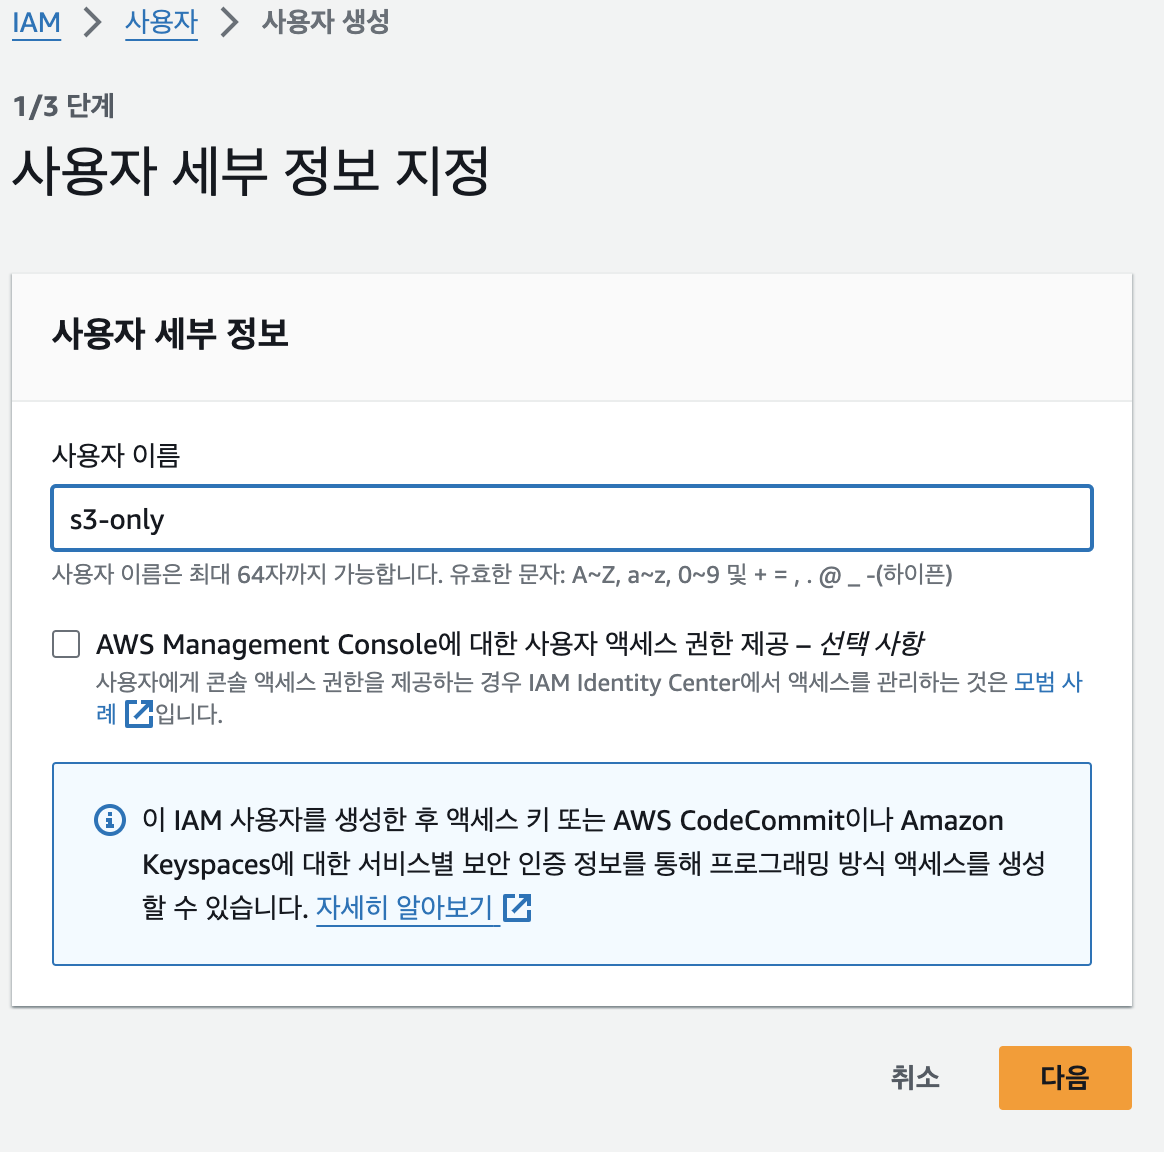 IAM > 사용자 > 사용자 생성
1/3 단계
사용자 세부 정보 지정
사용자 세부 정보
사용자 이름
s3-only
사용자 이름은 최대 64자까지 가능합니다. 유효한 문자: A~Z, a~z, 0~9 및 + = , . @ _ -(하이픈)
AWS Management Console에 대한 사용자 액세스 권한 제공 – 선택 사항
사용자에게 콘솔 액세스 권한을 제공하는 경우 IAM Identity Center에서 액세스를 관리하는 것은 모범 사
례 입니다.
이 IAM 사용자를 생성한 후 액세스 키 또는 AWS CodeCommit이나 Amazon
Keyspaces에 대한 서비스별 보안 인증 정보를 통해 프로그래밍 방식 액세스를 생성
할 수 있습니다. 자세히 알아보기
취소 다음